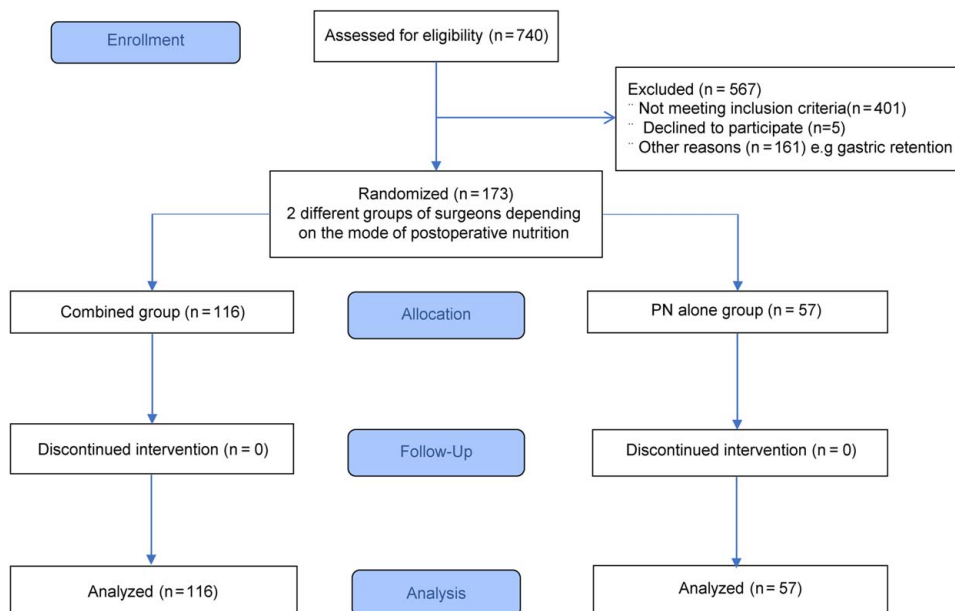 Enrollment
Assessed for eligibility (n=740)
Excluded (n=567)
¨ Not meeting inclusion criteria(n=401)
¨ Declined to participate (n=5)
¨ Other reasons (n=161) e.g gastric retention
Randomized (n=173)
2 different groups of surgeons depending
on the mode of postoperative nutrition
Combined group (n=116)
Allocation
PN alone group (n=57)
Discontinued intervention (n=0)
Follow-Up
Discontinued intervention (n=0)
Analyzed (n=116)
Analysis
Analyzed (n=57)